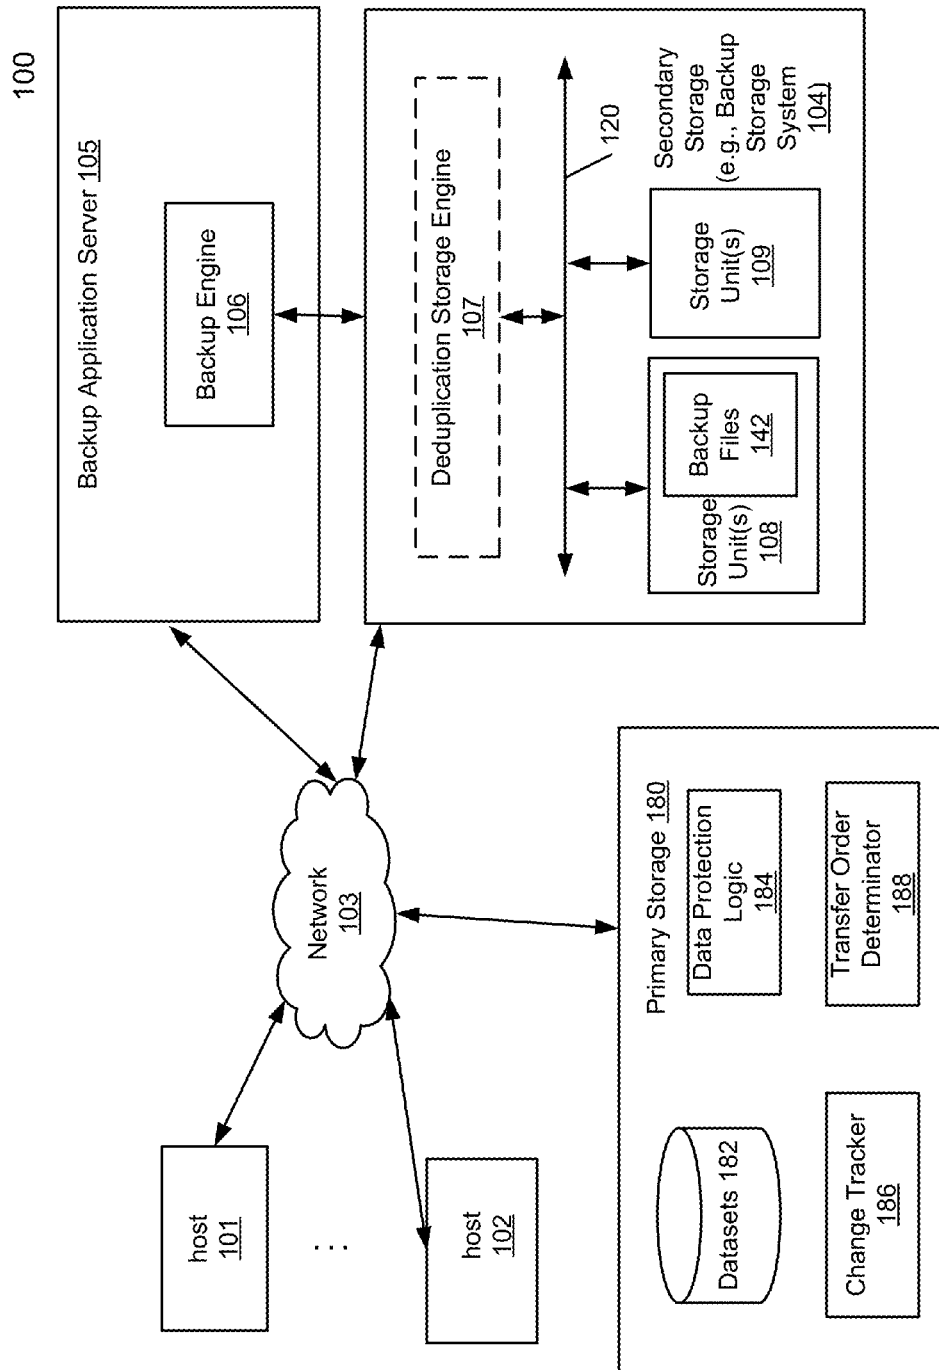 100
host
101
. . .
host
102
Network
103
Backup Application Server 105
Backup Engine
106
Deduplication Storage Engine
107
120
Storage
Unit(s)
108
Backup
Files
142
Storage
Unit(s)
109
Secondary
Storage
(e.g., Backup
Storage
System
104)
Primary Storage 180
Datasets 182
Data Protection
Logic
184
Change Tracker
186
Transfer Order
Determinator
188